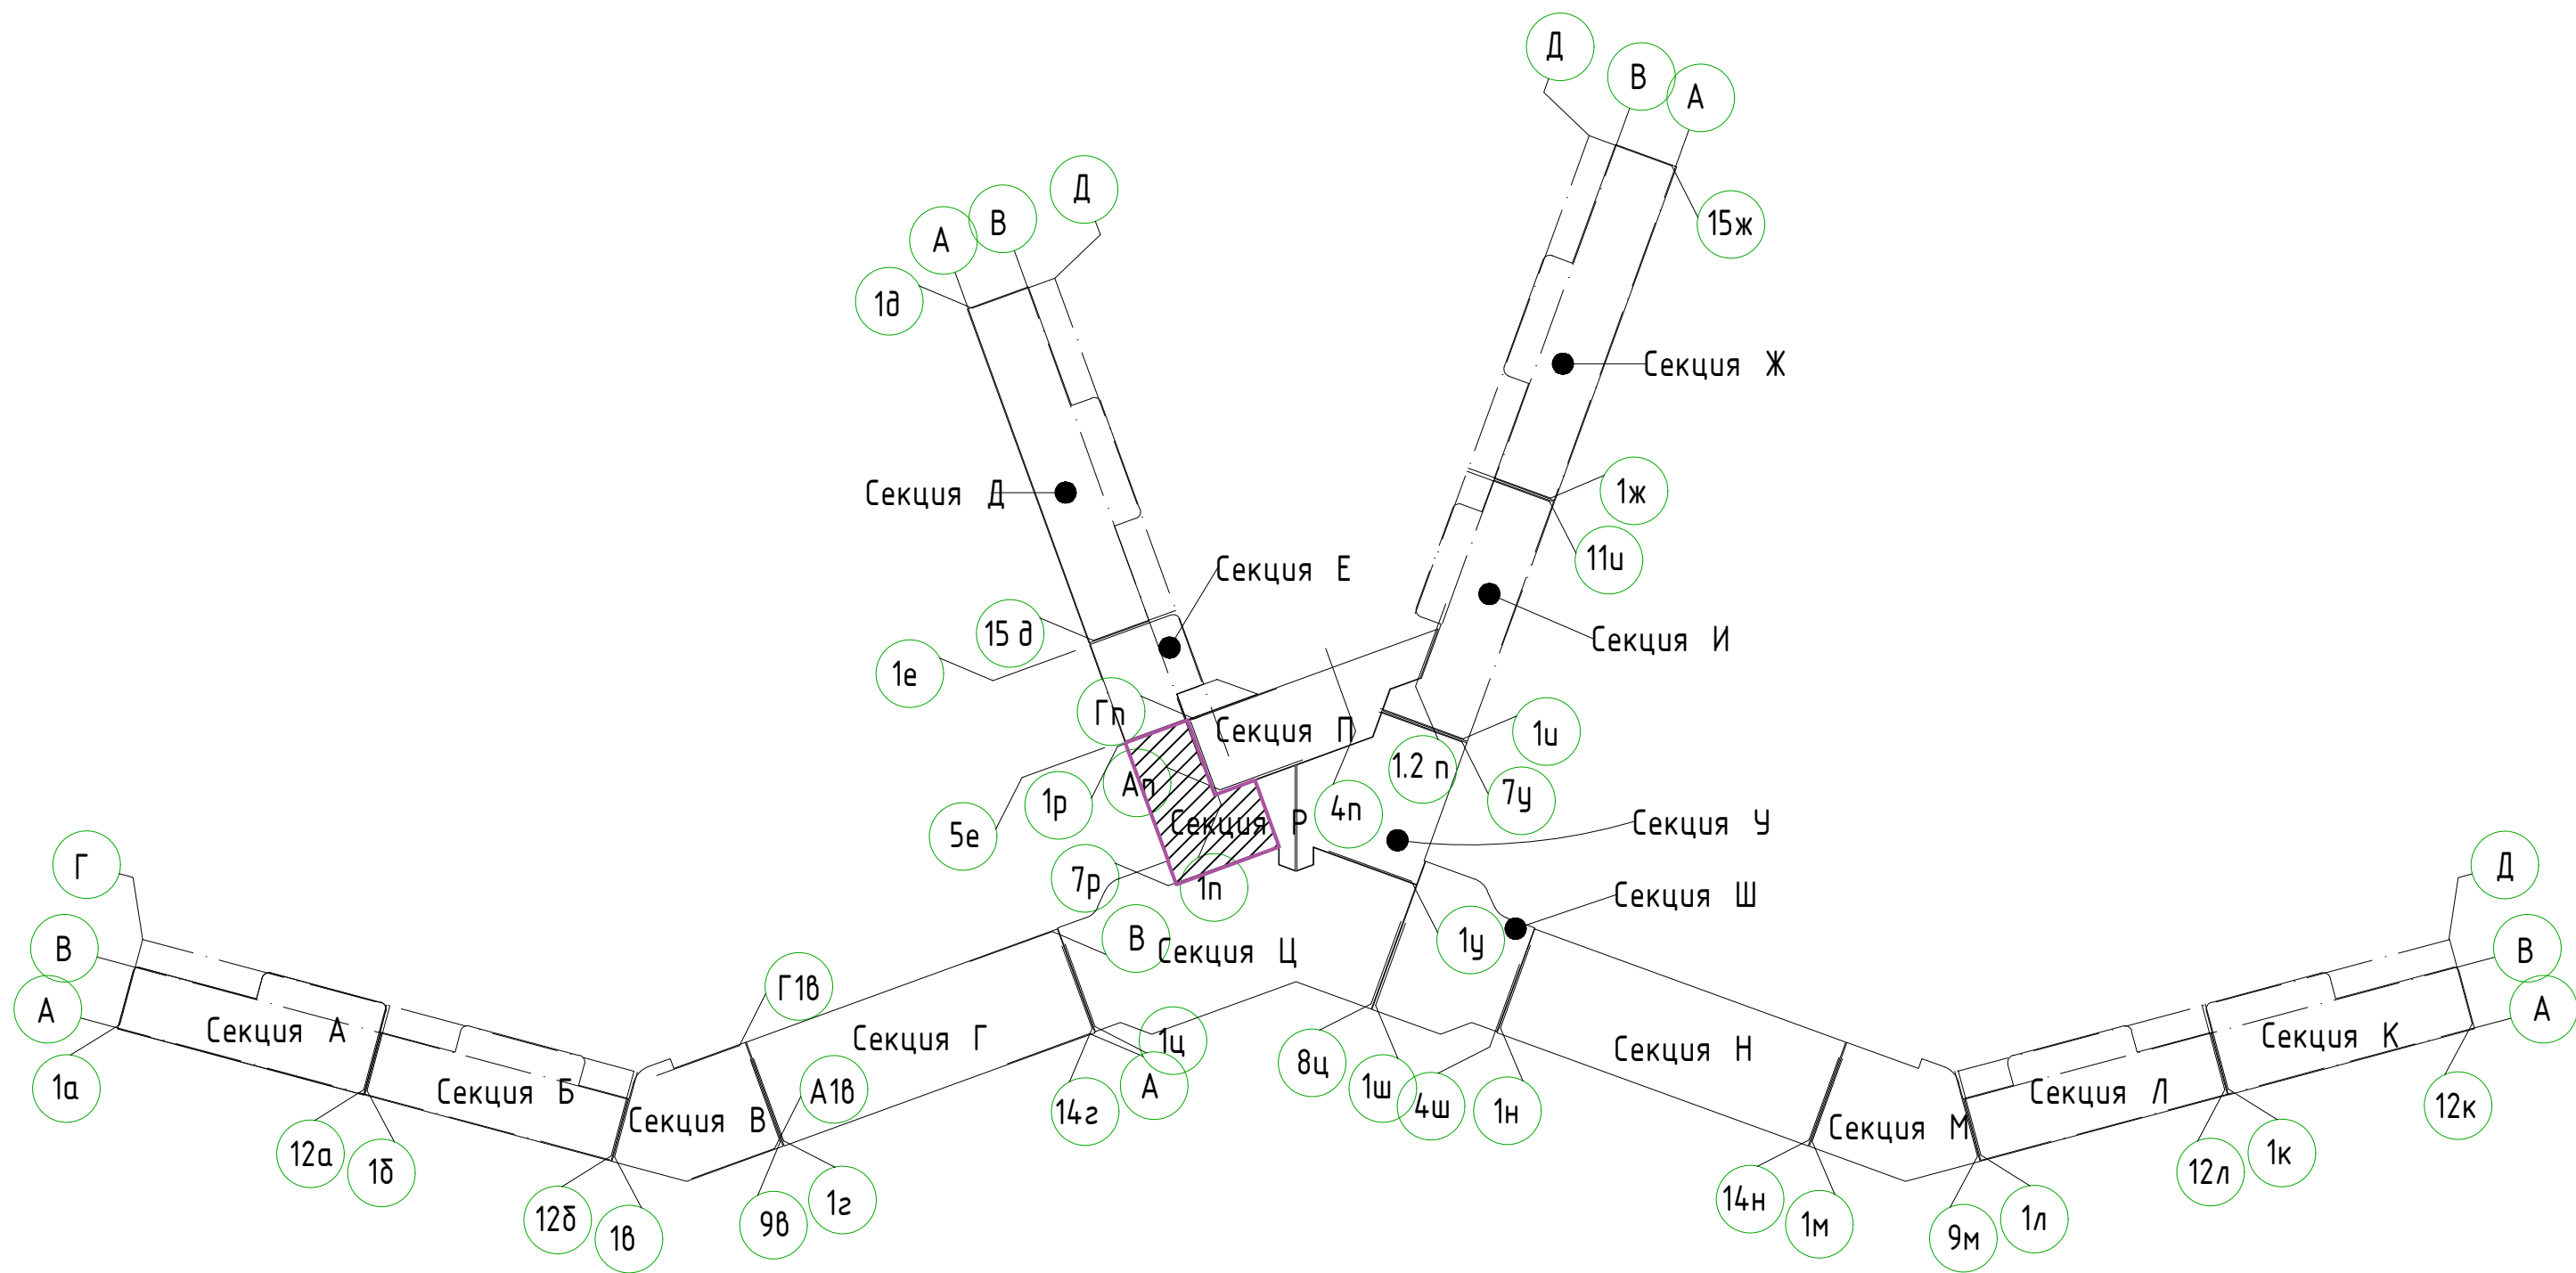 Д
В
А
15ж
Д
В
А
1д
Секция Ж
Секция Д
1ж
11и
Секция Е
15 д
1е
Секция И
Гп
Секция П
1и
1.2 п
7у
Ап
1р
4п
5е
Секция Р
Секция У
7р
1п
Секция Ш
Г
В
А
1а
Секция А
12а
1б
Секция Б
12б
1в
Секция В
Г1в
А1в
9в
1г
Секция Г
В
Секция Ц
1ц
А
14г
1у
8ц
1ш
4ш
1н
Секция Н
14н
1м
Секция М
9м
1л
Секция Л
12л
1к
Секция К
12к
Д
В
А